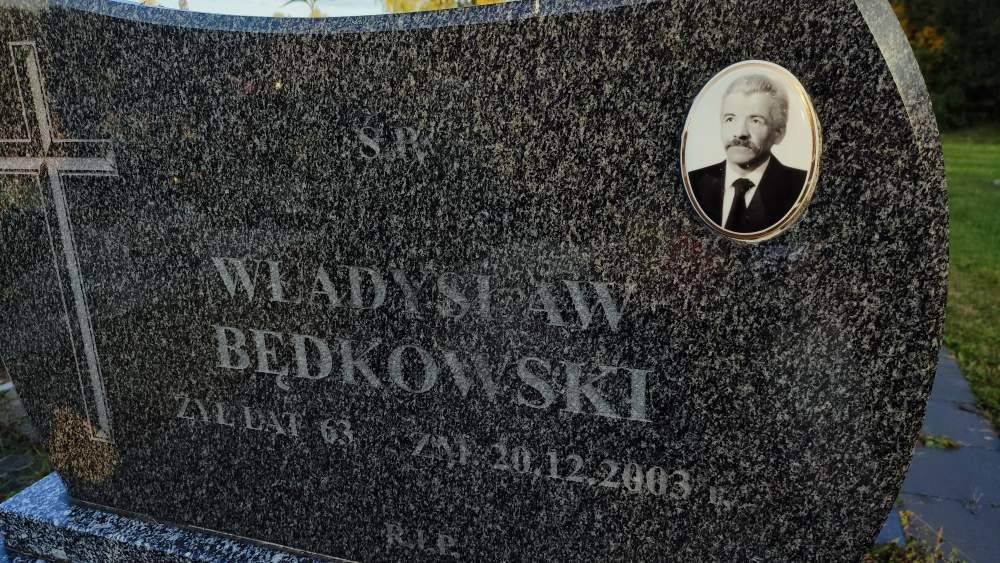 Ś.P.
WŁADYSŁAW
BĘDKOWSKI
ŻYŁ LAT 63 ZM. 20.12.2003 r.
R.I.P.